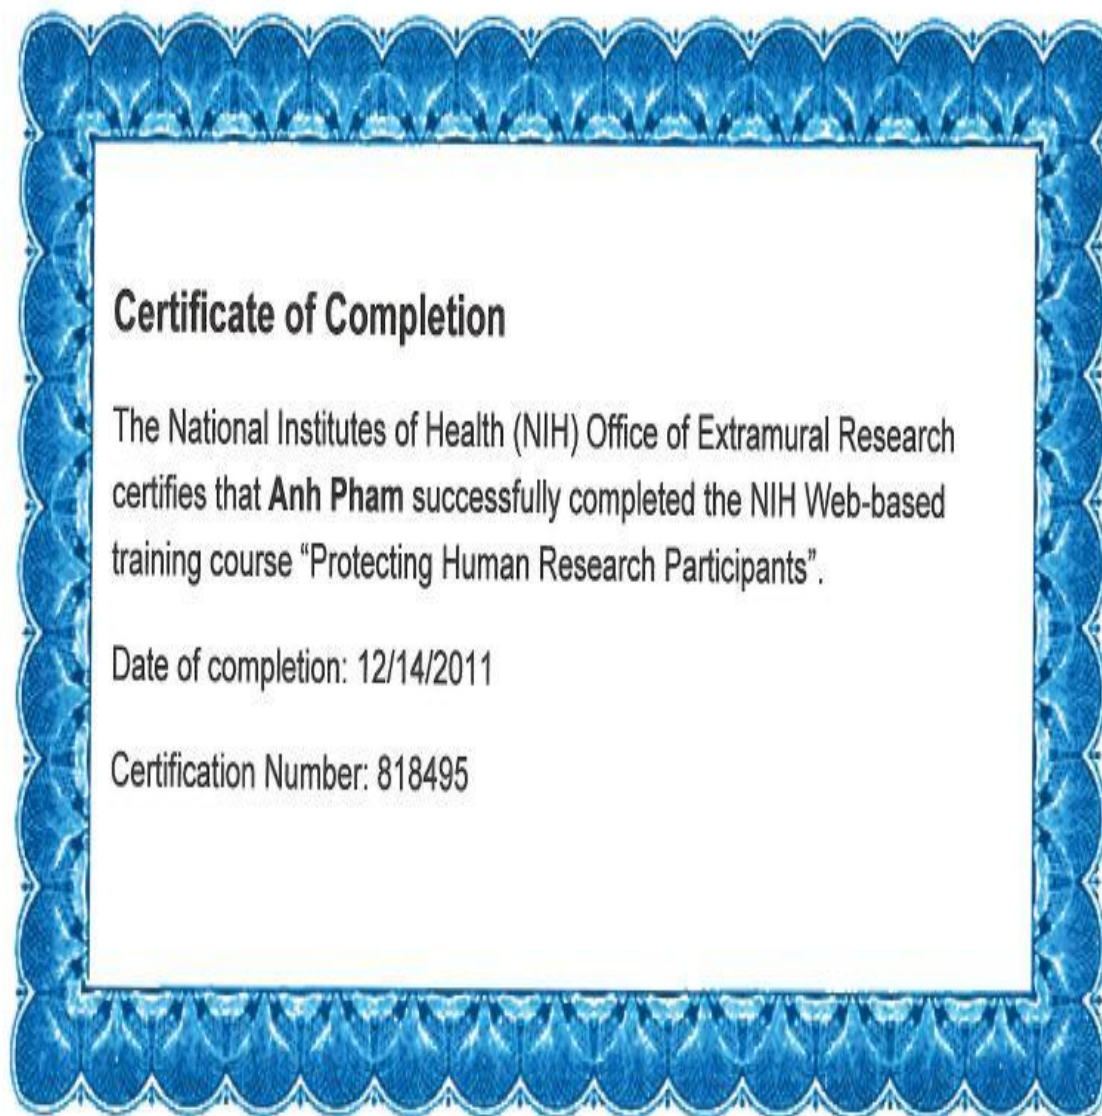 Certificate of Completion
The National Institutes of Health (NIH) Office of Extramural Research
certifies that Anh Pham successfully completed the NIH Web-based
training course “Protecting Human Research Participants”.
Date of completion: 12/14/2011
Certification Number: 818495